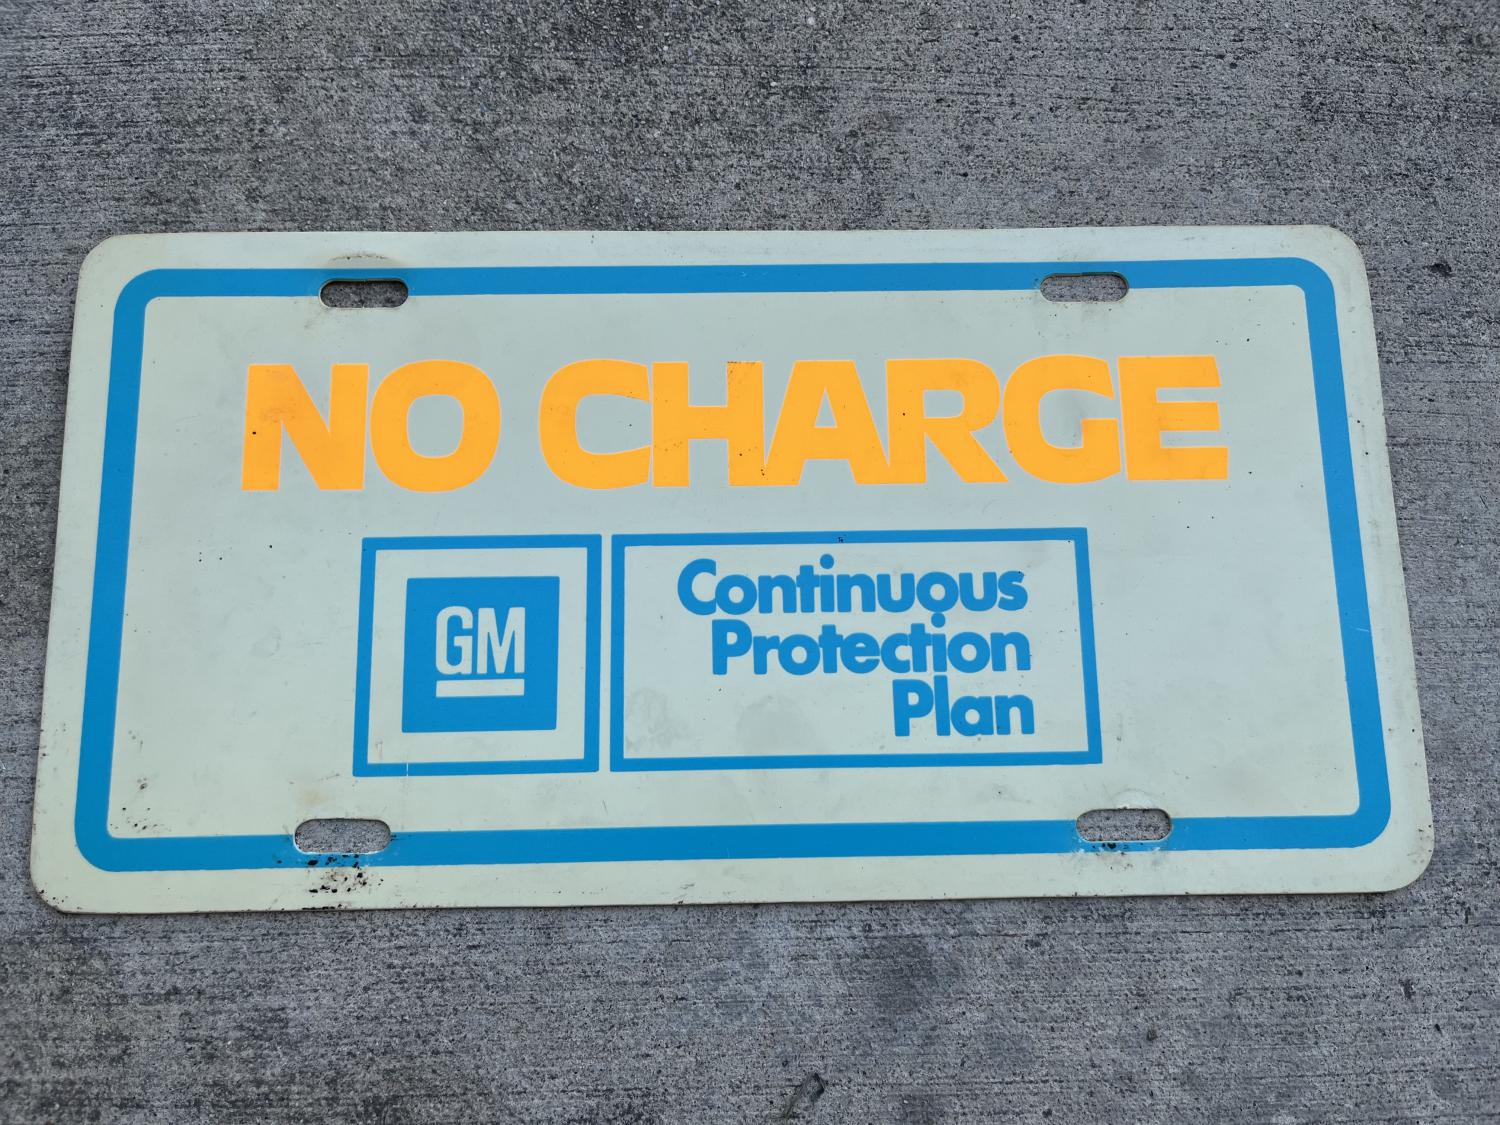 NO CHARGE
GM
Continuous
Protection
Plan